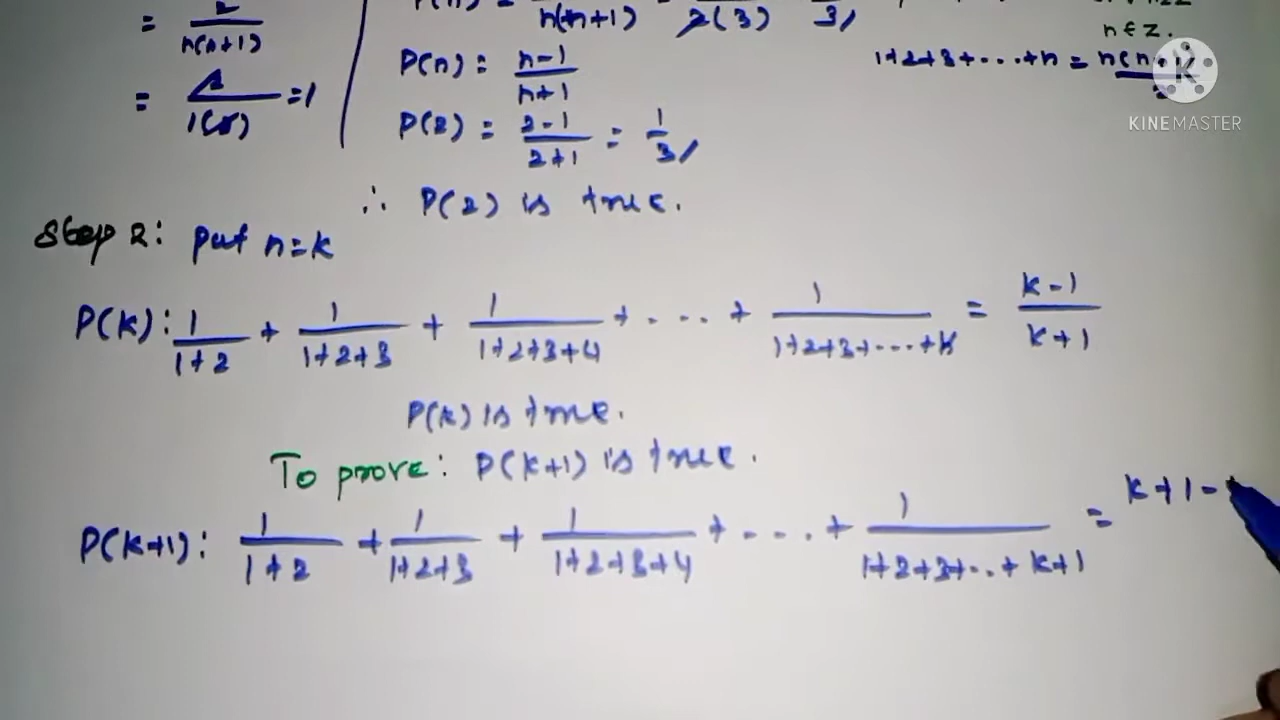 = 2/n(n+1)
= 2/1(2) = 1
n(n+1) 2(3) 3
P(n) = n-1/n+1
P(2) = 2-1/2+1 = 1/3
n∈Z.
1+2+3+...+n = n(n+1)/2
KINEMASTER
∴ P(2) is true.
Step 2: put n=k
P(k): 1/1+2 + 1/1+2+3 + 1/1+2+3+4 + ... + 1/1+2+3+...+k = k-1/k+1
P(k) is true.
To prove: P(k+1) is true.
P(k+1): 1/1+2 + 1/1+2+3 + 1/1+2+3+4 + ... + 1/1+2+3+..+k+1 = k+1-